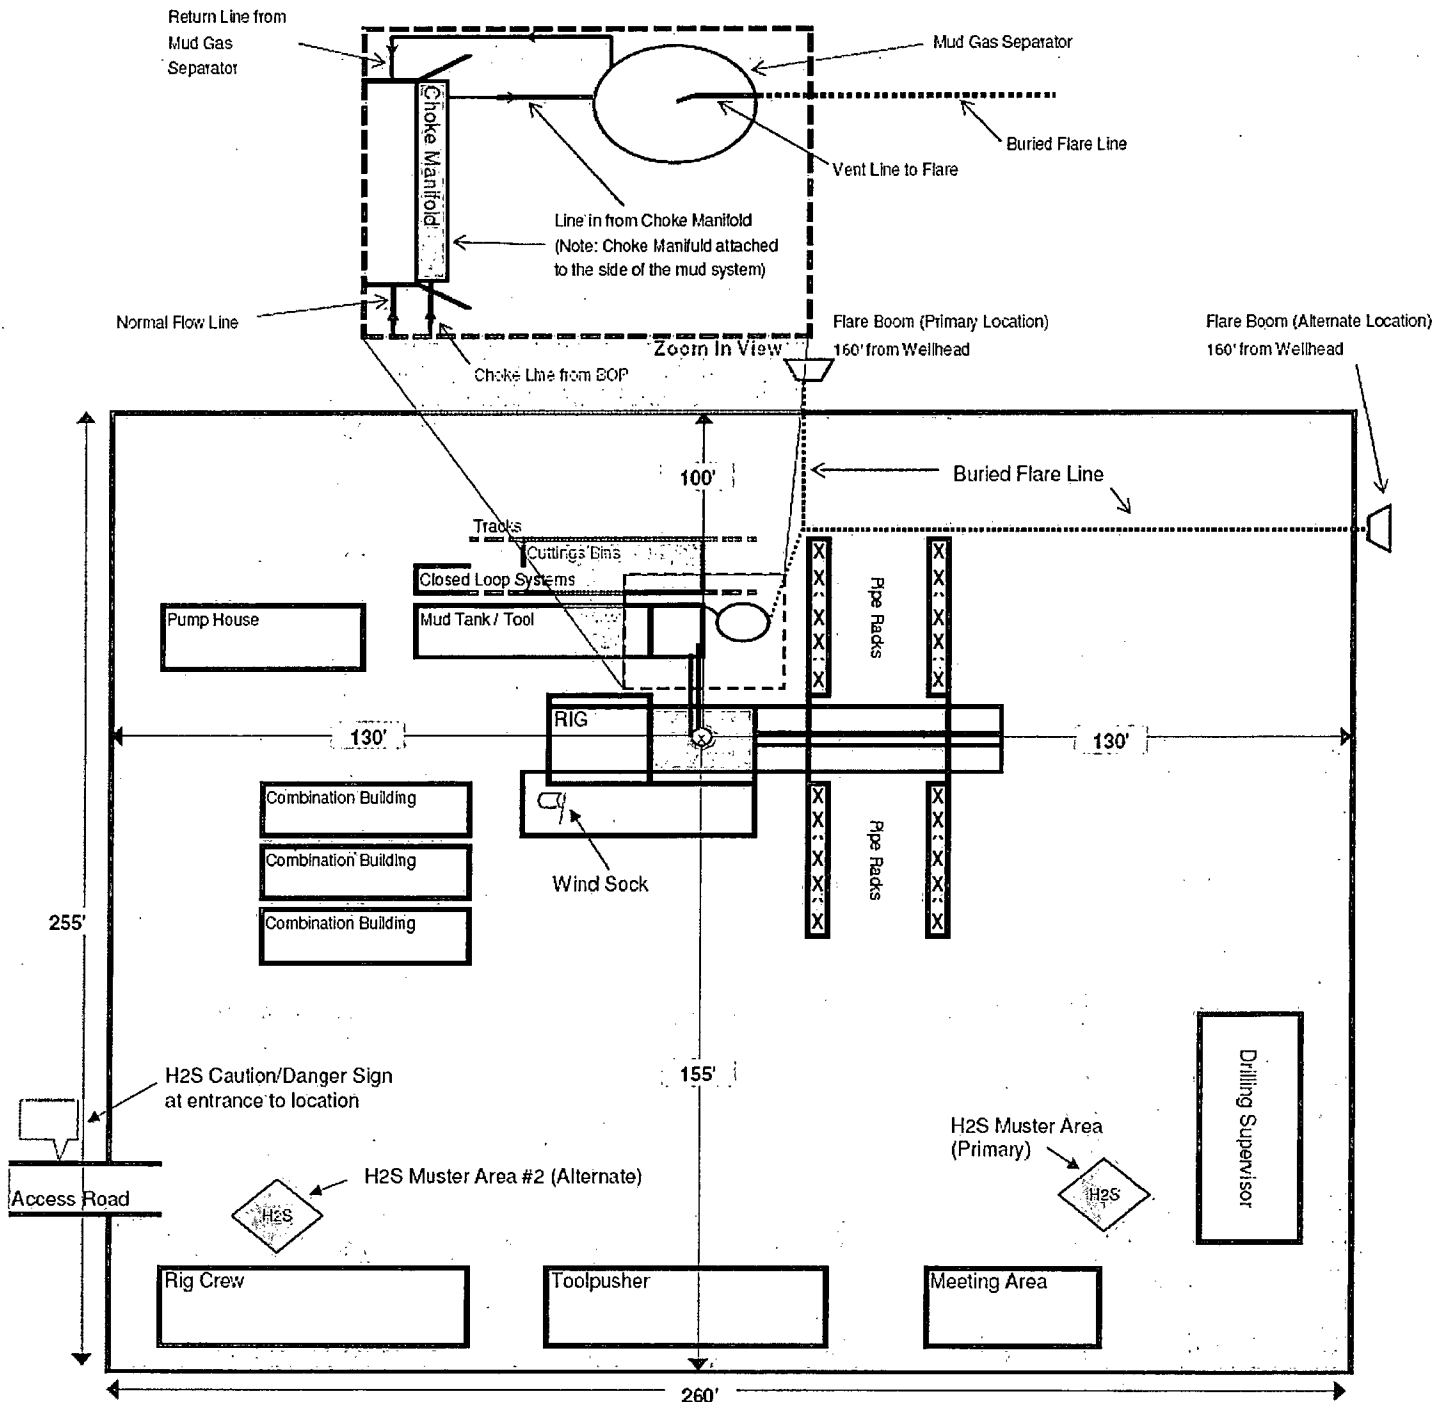 Return Line from
Mud Gas
Separator
Mud Gas Separator
Choke Manifold
Buried Flare Line
Vent Line to Flare
Line in from Choke Manifold
(Note: Choke Manifuld attached
to the side of the mud system)
Normal Flow Line
Zoom In View
Choke Line from BOP
Flare Boom (Primary Location)
160' from Wellhead
Flare Boom (Alternate Location)
160' from Wellhead
100'
Buried Flare Line
Tracks
Cuttings Bins
Closed Loop Systems
Pump House
Mud Tank / Tool
Pipe Racks
X
X
X
X
X
X
X
X
X
X
RIG
X
130'
130'
Combination Building
Combination Building
Combination Building
Wind Sock
Pipe Racks
X
X
X
X
X
X
X
X
X
X
255'
155'
H2S Caution/Danger Sign
at entrance to location
Access Road
H2S Muster Area #2 (Alternate)
H2S
H2S Muster Area
(Primary)
H2S
Drilling Supervisor
Rig Crew
Toolpusher
Meeting Area
260'